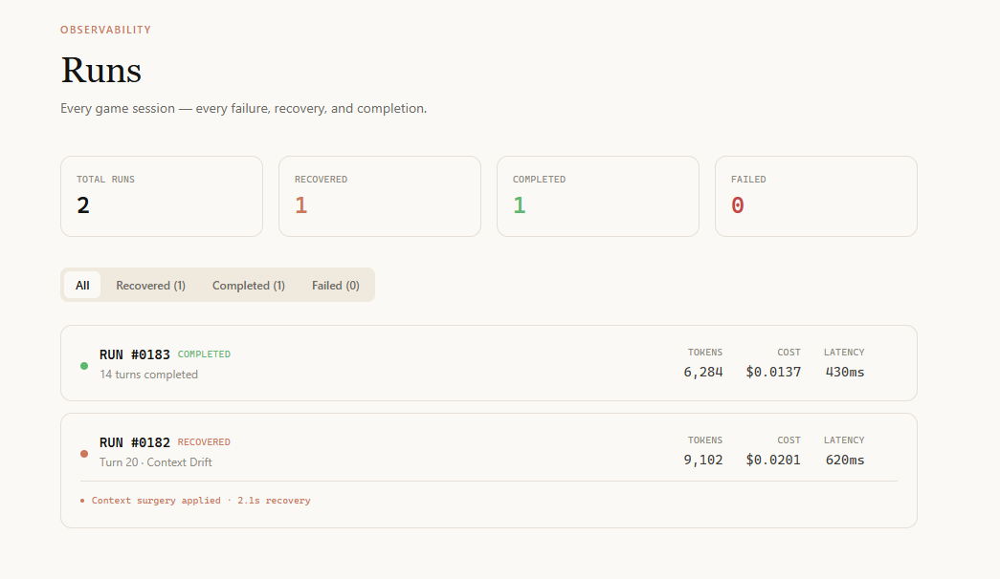 OBSERVABILITY
Runs
Every game session — every failure, recovery, and completion.
TOTAL RUNS
2
RECOVERED
1
COMPLETED
1
FAILED
0
All
Recovered (1)
Completed (1)
Failed (0)
RUN #0183 COMPLETED
14 turns completed
TOKENS
6,284
COST
$0.0137
LATENCY
430ms
RUN #0182 RECOVERED
Turn 20 · Context Drift
TOKENS
9,102
COST
$0.0201
LATENCY
620ms
Context surgery applied · 2.1s recovery